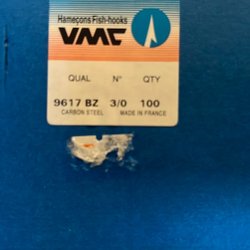 Hameçons Fish-hooks
VMC
QUAL N° QTY
9617 BZ 3/0 100
CARBON STEEL MADE IN FRANCE